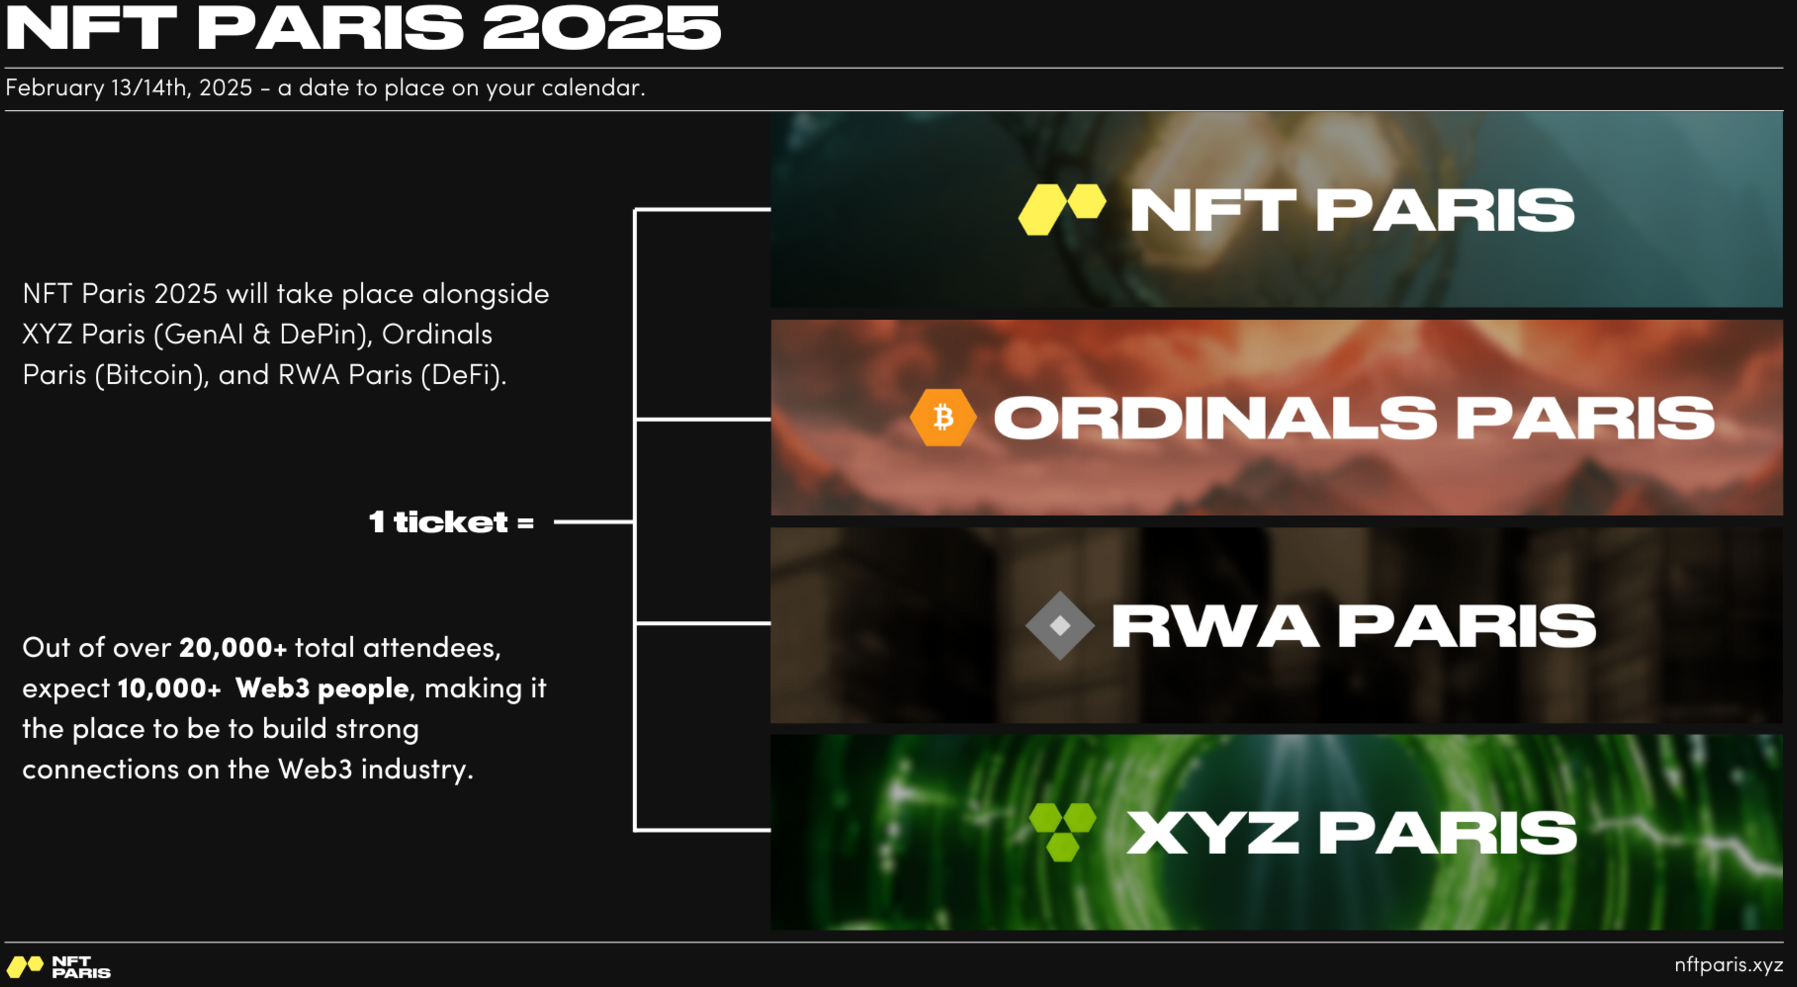 NFT PARIS 2025
February 13/14th, 2025 - a date to place on your calendar.
NFT Paris 2025 will take place alongside
XYZ Paris (GenAI & DePin), Ordinals
Paris (Bitcoin), and RWA Paris (DeFi).
1 ticket =
Out of over 20,000+ total attendees,
expect 10,000+ Web3 people, making it
the place to be to build strong
connections on the Web3 industry.
NFT PARIS
ORDINALS PARIS
RWA PARIS
XYZ PARIS
NFT
PARIS
nftparis.xyz